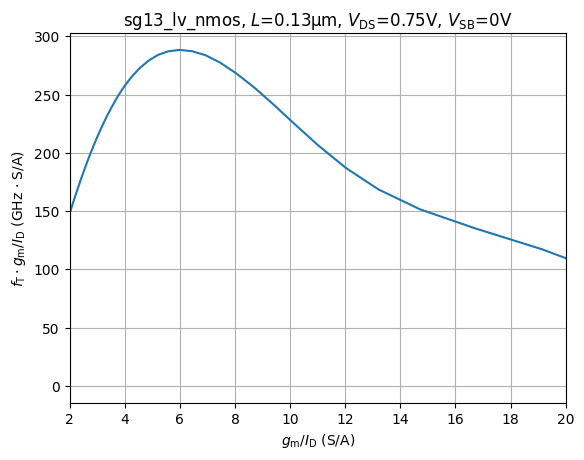 sg13_lv_nmos, L=0.13μm, V_DS=0.75V, V_SB=0V
300
250
200
150
100
50
0
f_T · g_m/I_D (GHz · S/A)
2 4 6 8 10 12 14 16 18 20
g_m/I_D (S/A)